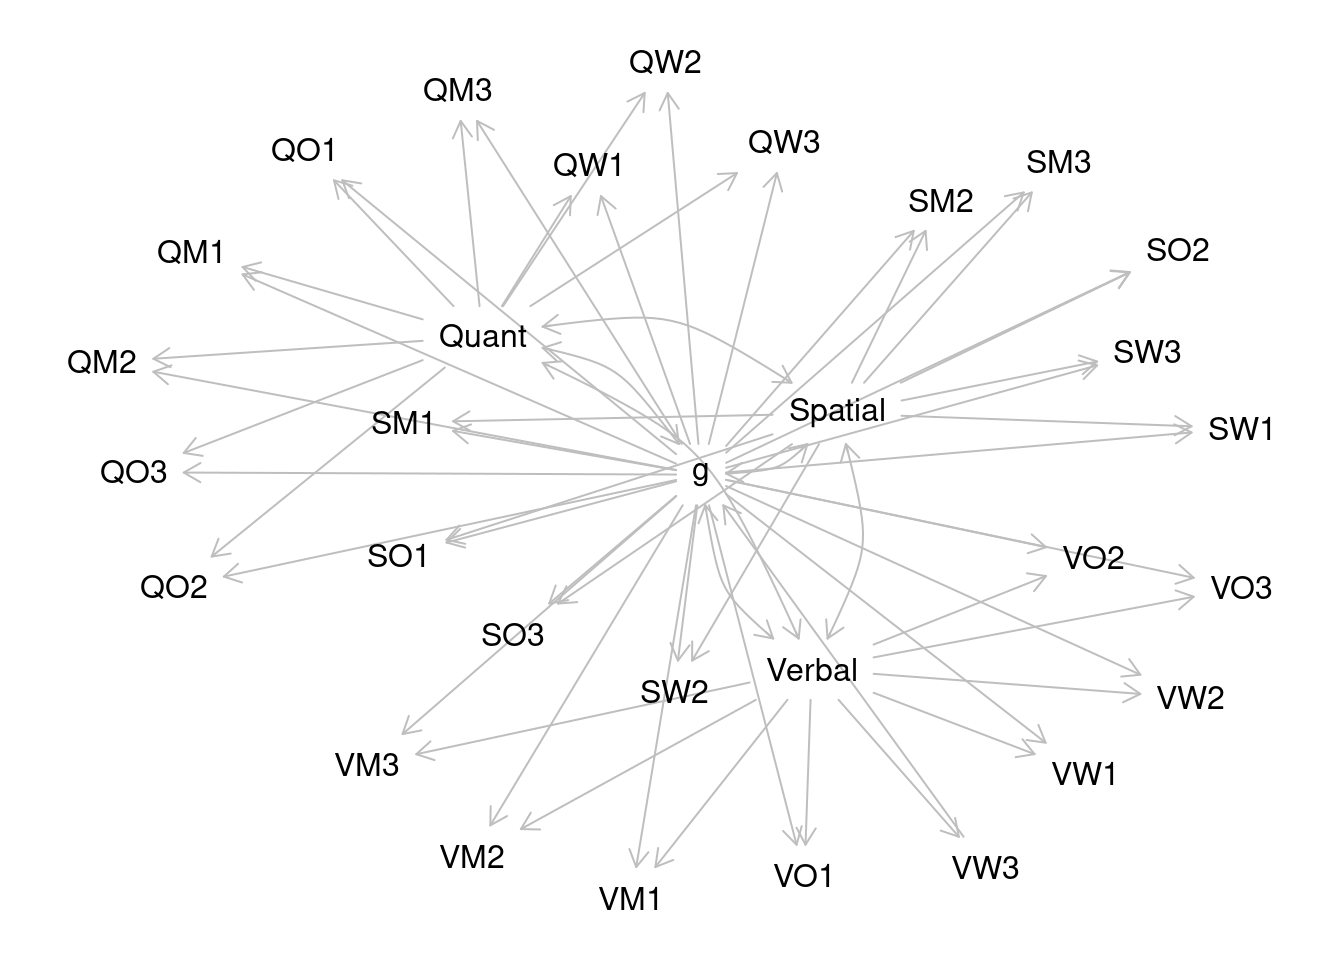 QW2
QM3
QW3
QO1
QW1
SM3
SM2
QM1
SO2
Quant
SW3
QM2
Spatial
SM1
SW1
g
QO3
SO1
VO2
QO2
VO3
SO3
Verbal
SW2
VW2
VM3
VW1
VM2
VW3
VO1
VM1